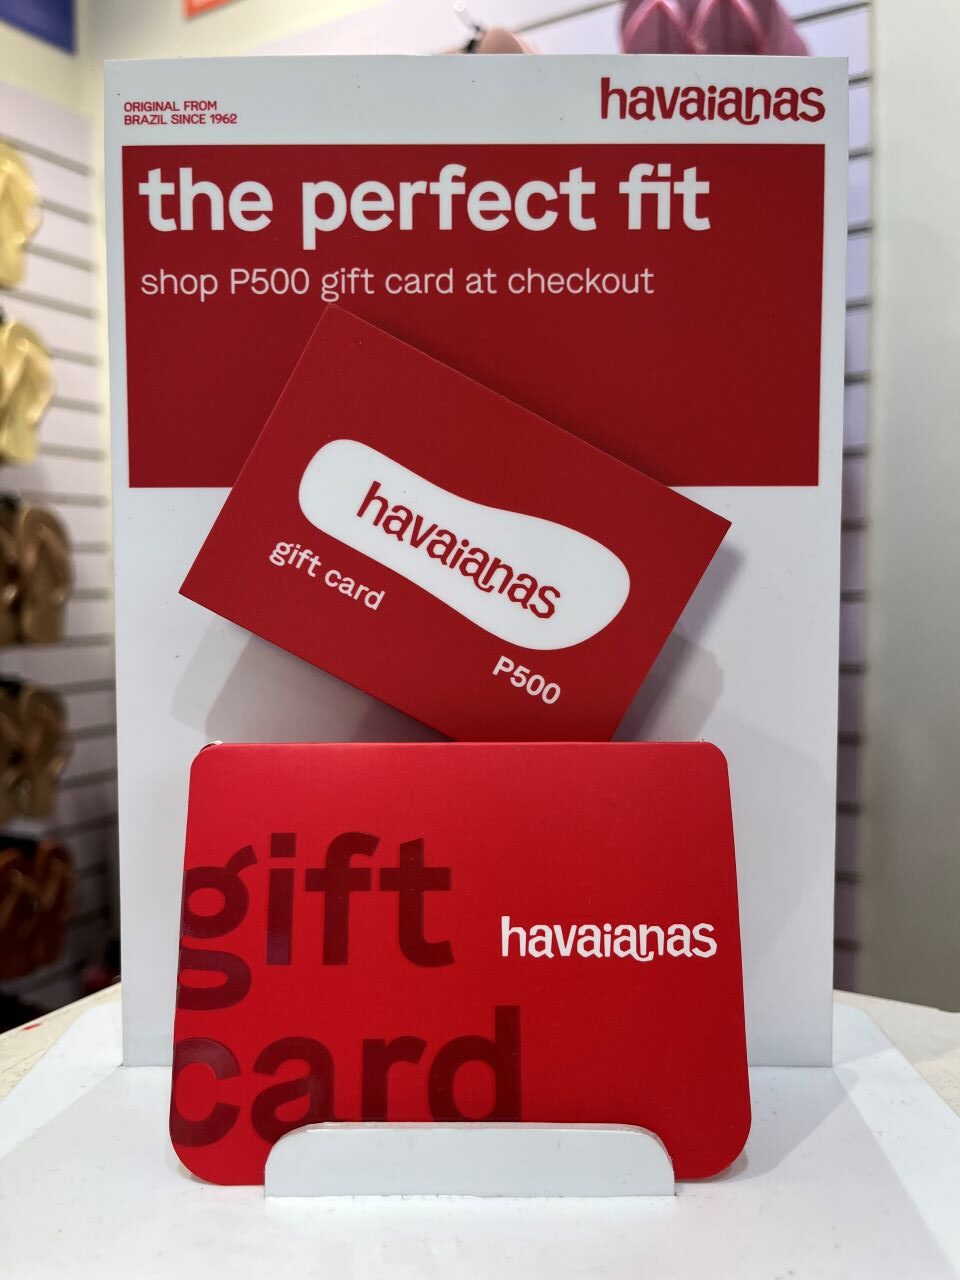 ORIGINAL FROM
BRAZIL SINCE 1962
havaianas
the perfect fit
shop P500 gift card at checkout
havaianas
gift card
P500
gift
card
havaianas